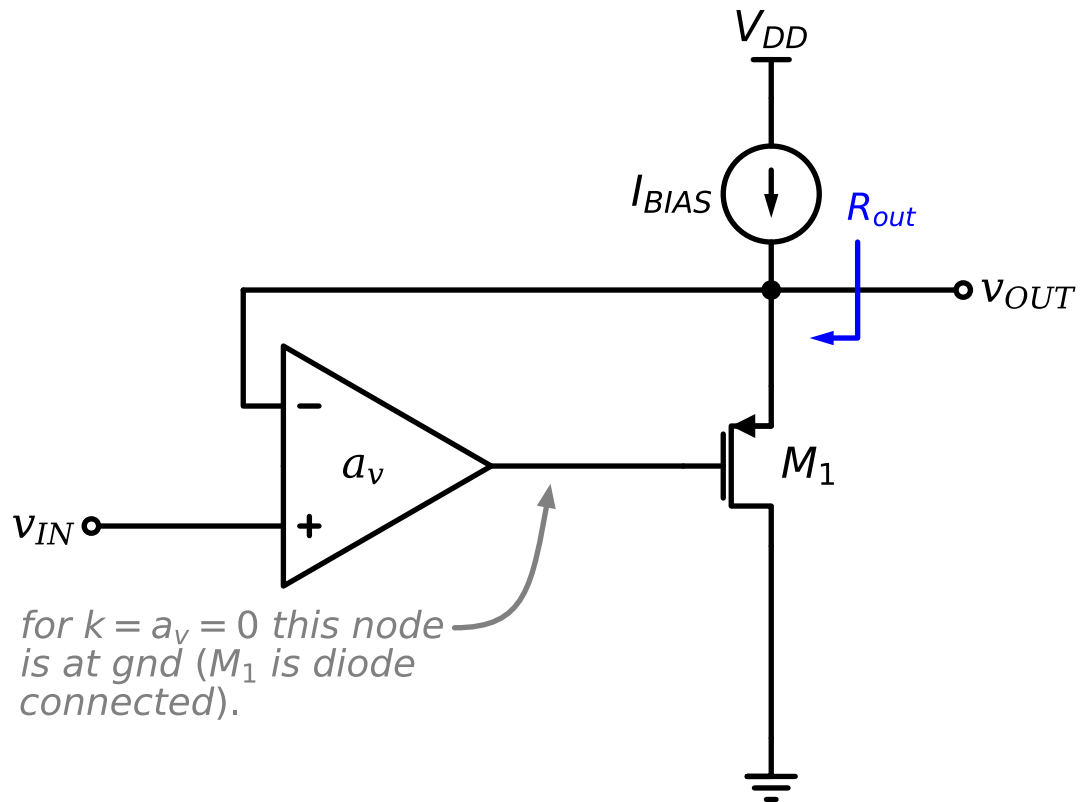 V_DD
I_BIAS
R_out
v_OUT
−
a_v
M_1
v_IN
+
for k = a_v = 0 this node
is at gnd (M_1 is diode
connected).